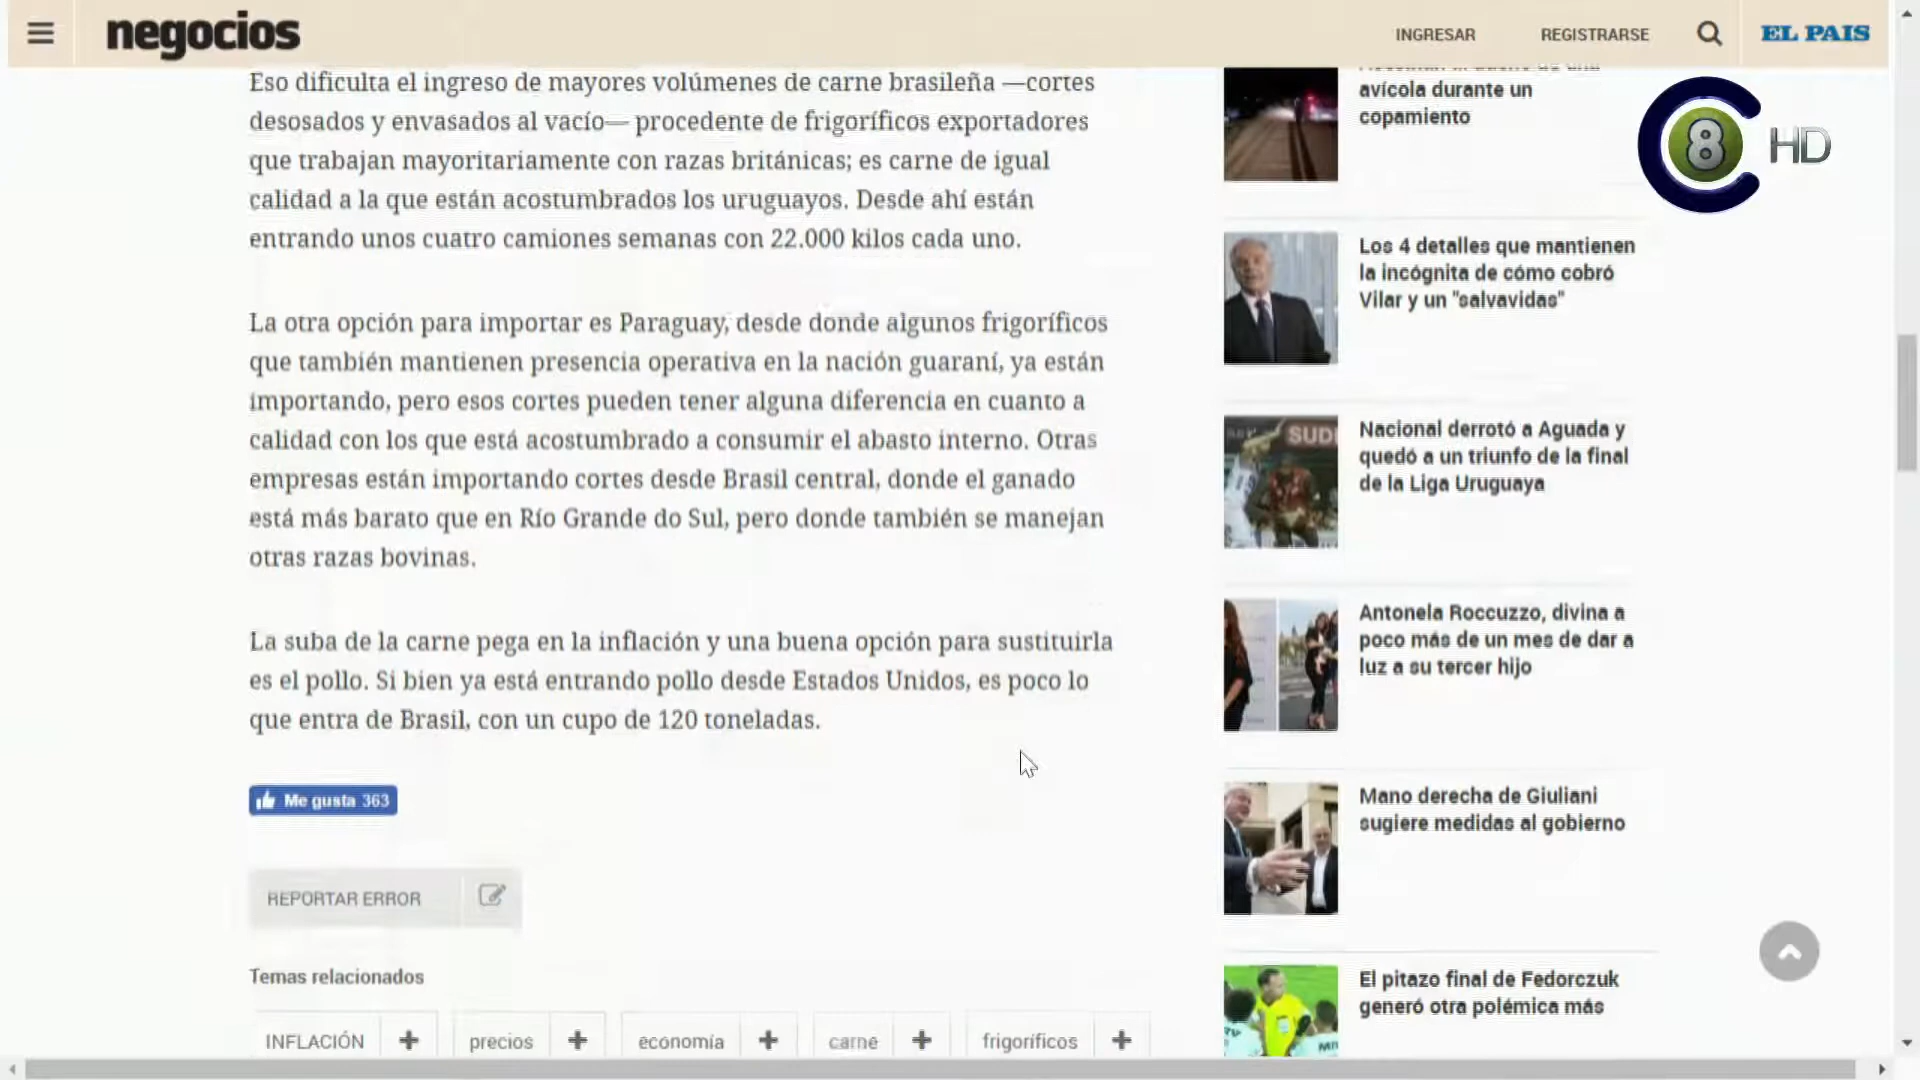 negocios
INGRESAR
REGISTRARSE
EL PAIS
Eso dificulta el ingreso de mayores volúmenes de carne brasileña —cortes
desosados y envasados al vacío— procedente de frigoríficos exportadores
que trabajan mayoritariamente con razas británicas; es carne de igual
calidad a la que están acostumbrados los uruguayos. Desde ahí están
entrando unos cuatro camiones semanas con 22.000 kilos cada uno.
La otra opción para importar es Paraguay, desde donde algunos frigoríficos
que también mantienen presencia operativa en la nación guaraní, ya están
importando, pero esos cortes pueden tener alguna diferencia en cuanto a
calidad con los que está acostumbrado a consumir el abasto interno. Otras
empresas están importando cortes desde Brasil central, donde el ganado
está más barato que en Río Grande do Sul, pero donde también se manejan
otras razas bovinas.
La suba de la carne pega en la inflación y una buena opción para sustituirla
es el pollo. Si bien ya está entrando pollo desde Estados Unidos, es poco lo
que entra de Brasil, con un cupo de 120 toneladas.
Me gusta 363
REPORTAR ERROR
Temas relacionados
INFLACIÓN +
precios +
economía +
carne +
frigoríficos +
avícola durante un
copamiento
8 HD
Los 4 detalles que mantienen
la incógnita de cómo cobró
Vilar y un "salvavidas"
SUD
Nacional derrotó a Aguada y
quedó a un triunfo de la final
de la Liga Uruguaya
Antonela Roccuzzo, divina a
poco más de un mes de dar a
luz a su tercer hijo
Mano derecha de Giuliani
sugiere medidas al gobierno
El pitazo final de Fedorczuk
generó otra polémica más